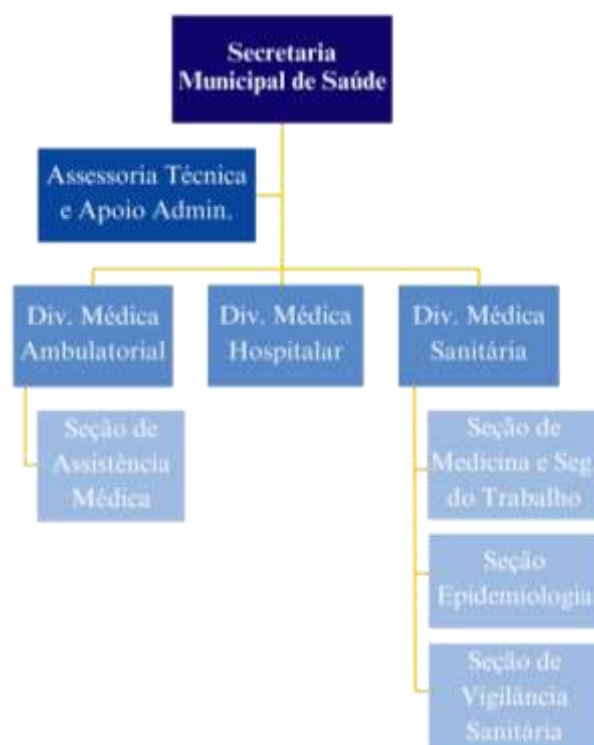 Secretaria
Municipal de Saúde
Assessoria Técnica
e Apoio Admin.
Div. Médica
Ambulatorial
Div. Médica
Hospitalar
Div. Médica
Sanitária
Seção de
Assistência
Médica
Seção de
Medicina e Seg.
do Trabalho
Seção
Epidemiologia
Seção de
Vigilância
Sanitária